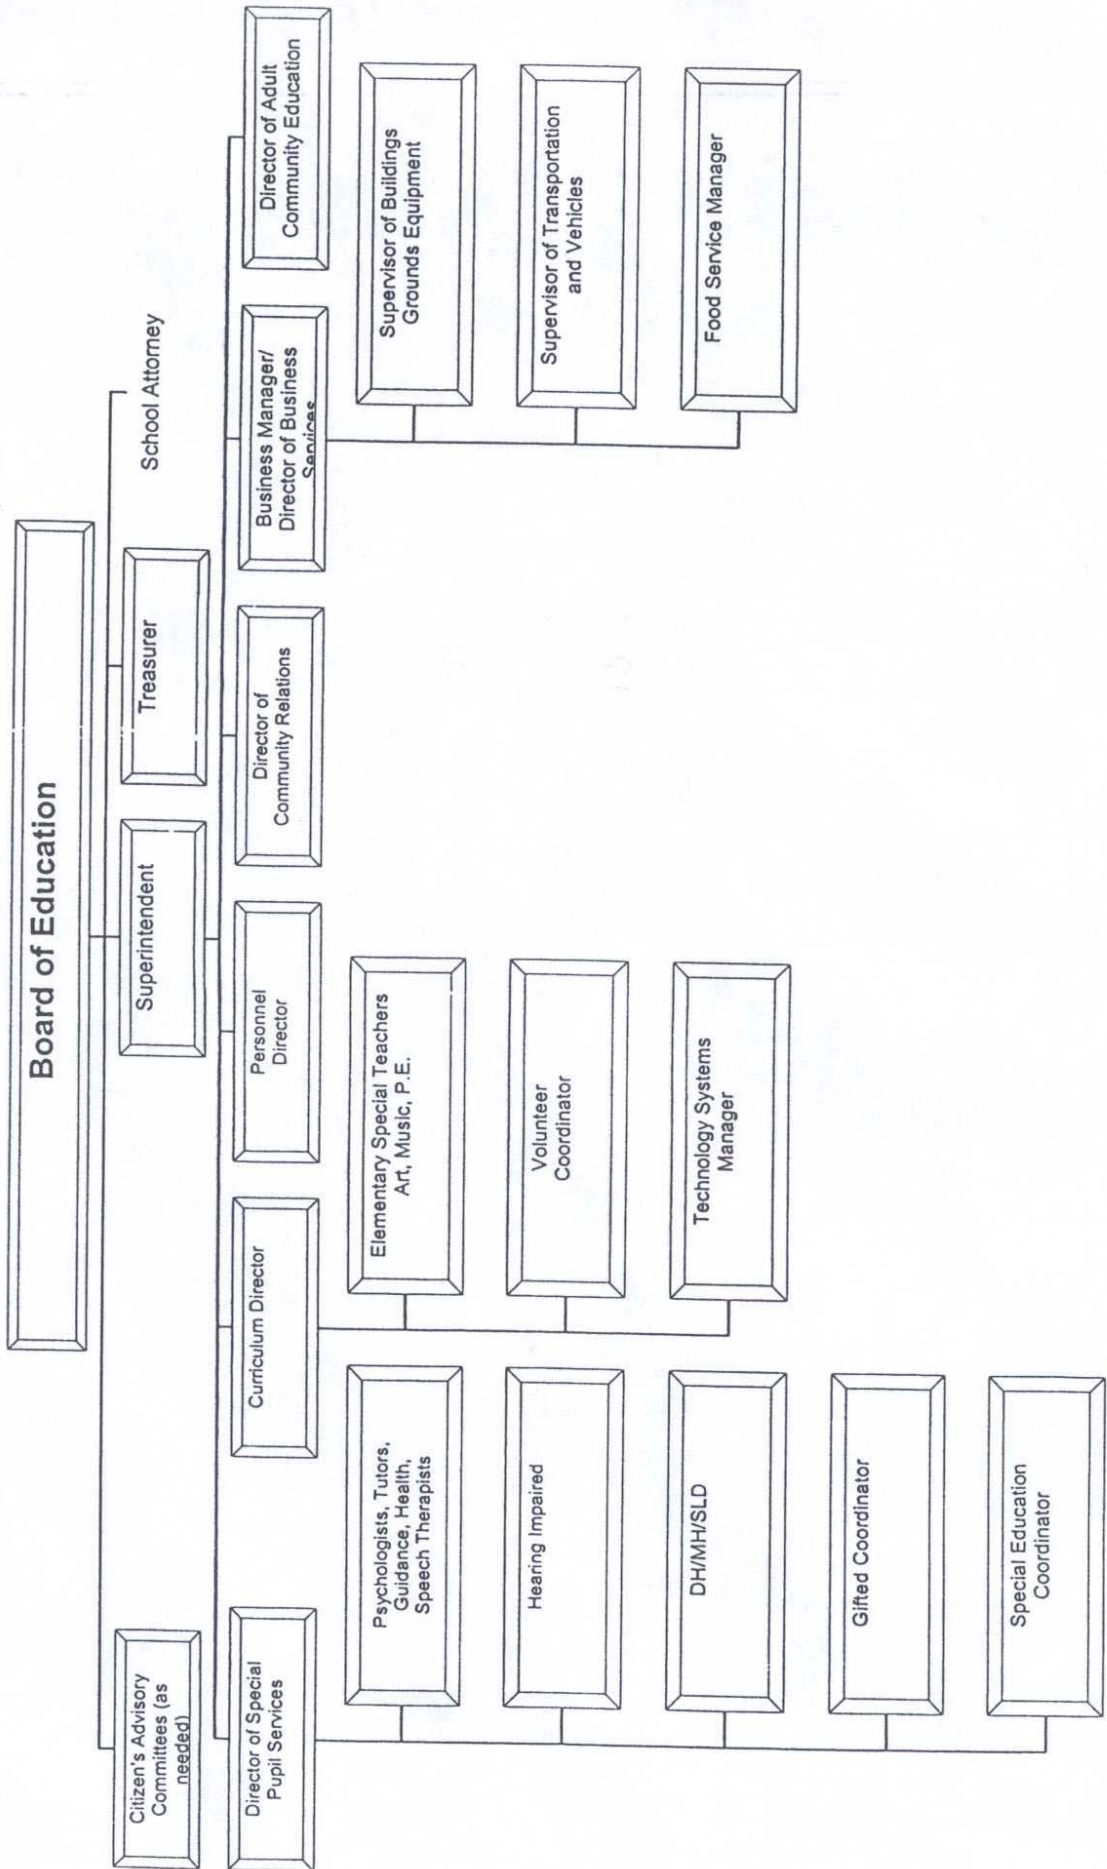 Board of Education
Citizen's Advisory
Committees (as
needed)
Superintendent
Treasurer
School Attorney
Director of Special
Pupil Services
Curriculum Director
Personnel
Director
Director of
Community Relations
Business Manager/
Director of Business
Services
Director of Adult
Community Education
Psychologists, Tutors,
Guidance, Health,
Speech Therapists
Hearing Impaired
DH/MH/SLD
Gifted Coordinator
Special Education
Coordinator
Elementary Special Teachers
Art, Music, P.E.
Volunteer
Coordinator
Technology Systems
Manager
Supervisor of Buildings
Grounds Equipment
Supervisor of Transportation
and Vehicles
Food Service Manager